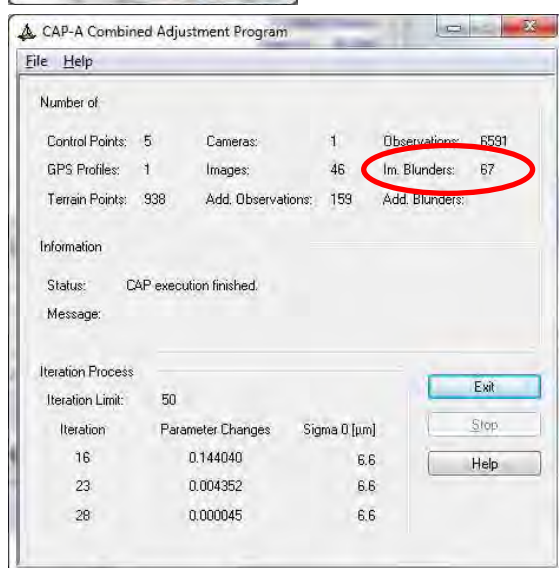 CAP-A Combined Adjustment Program
File Help
Number of
Control Points: 5 Cameras: 1 Observations: 6591
GPS Profiles: 1 Images: 46 Im. Blunders: 67
Terrain Points: 938 Add. Observations: 159 Add. Blunders:
Information
Status: CAP execution finished.
Message:
Iteration Process
Iteration Limit: 50
Exit
Iteration Parameter Changes Sigma 0 [µm]
Stop
16 0.144040 6.6
Help
23 0.004352 6.6
28 0.000045 6.6